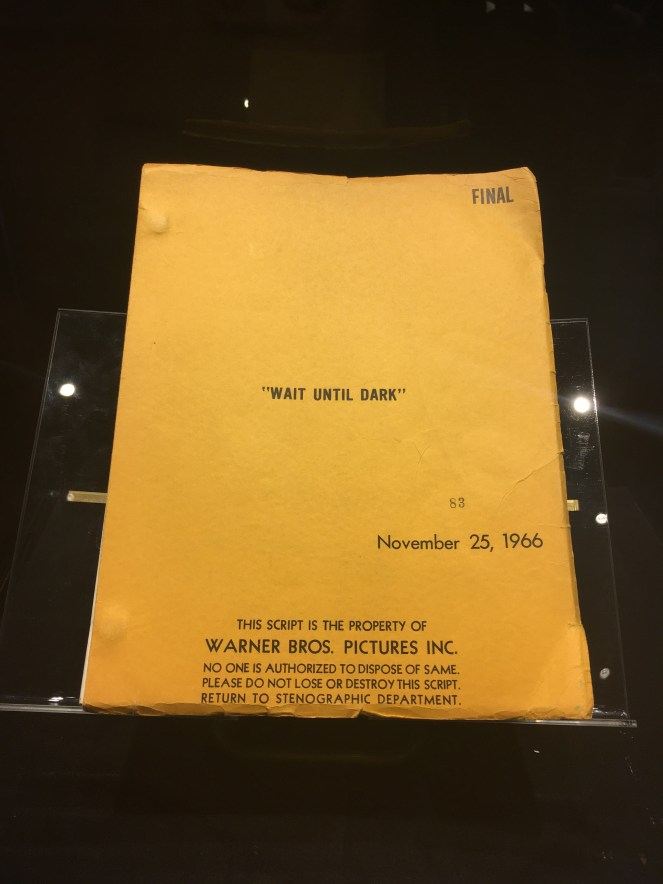 FINAL
"WAIT UNTIL DARK"
83
November 25, 1966
THIS SCRIPT IS THE PROPERTY OF
WARNER BROS. PICTURES INC.
NO ONE IS AUTHORIZED TO DISPOSE OF SAME.
PLEASE DO NOT LOSE OR DESTROY THIS SCRIPT.
RETURN TO STENOGRAPHIC DEPARTMENT.